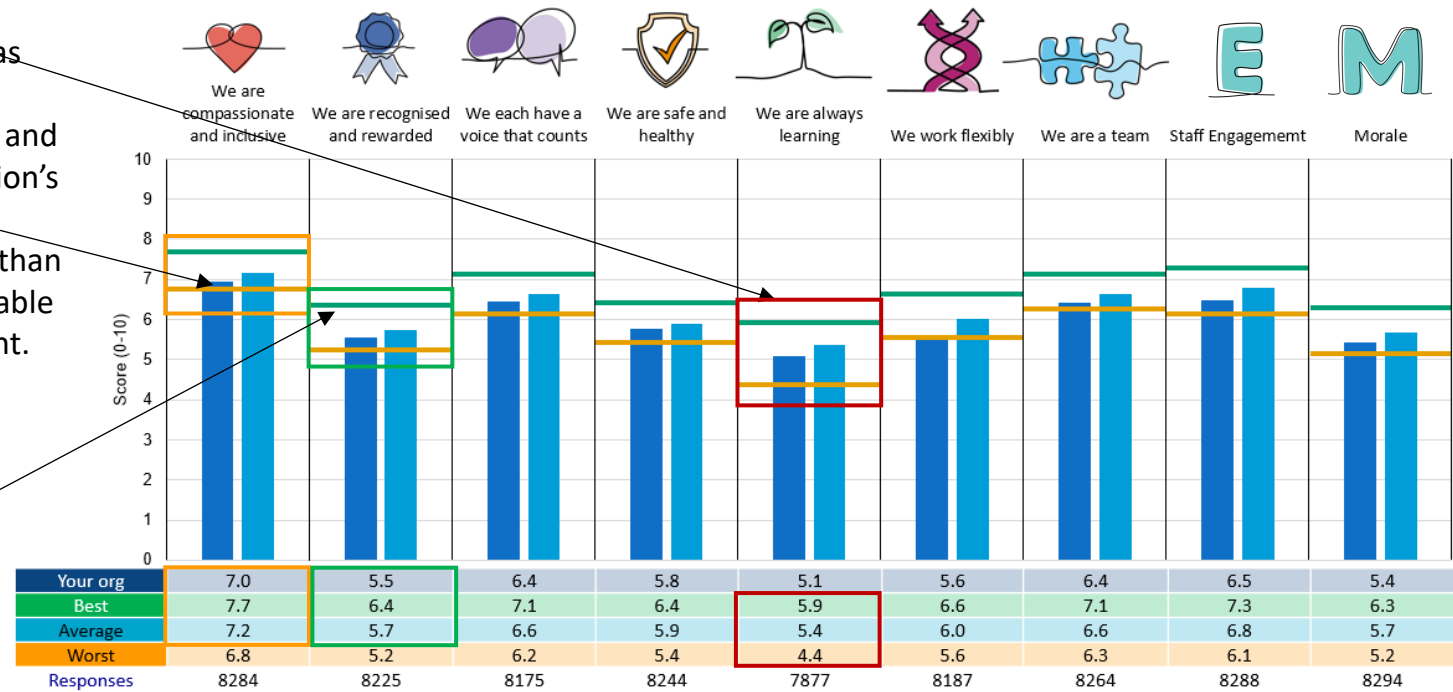 as
and
ion's
than
able
nt.
We are
compassionate
and inclusive
We are recognised
and rewarded
We each have a
voice that counts
We are safe and
healthy
We are always
learning
We work flexibly
We are a team
Staff Engagememt
Morale
E
M
Score (0-10)
10
9
8
7
6
5
4
3
2
1
0
Your org 7.0 5.5 6.4 5.8 5.1 5.6 6.4 6.5 5.4
Best 7.7 6.4 7.1 6.4 5.9 6.6 7.1 7.3 6.3
Average 7.2 5.7 6.6 5.9 5.4 6.0 6.6 6.8 5.7
Worst 6.8 5.2 6.2 5.4 4.4 5.6 6.3 6.1 5.2
Responses 8284 8225 8175 8244 7877 8187 8264 8288 8294